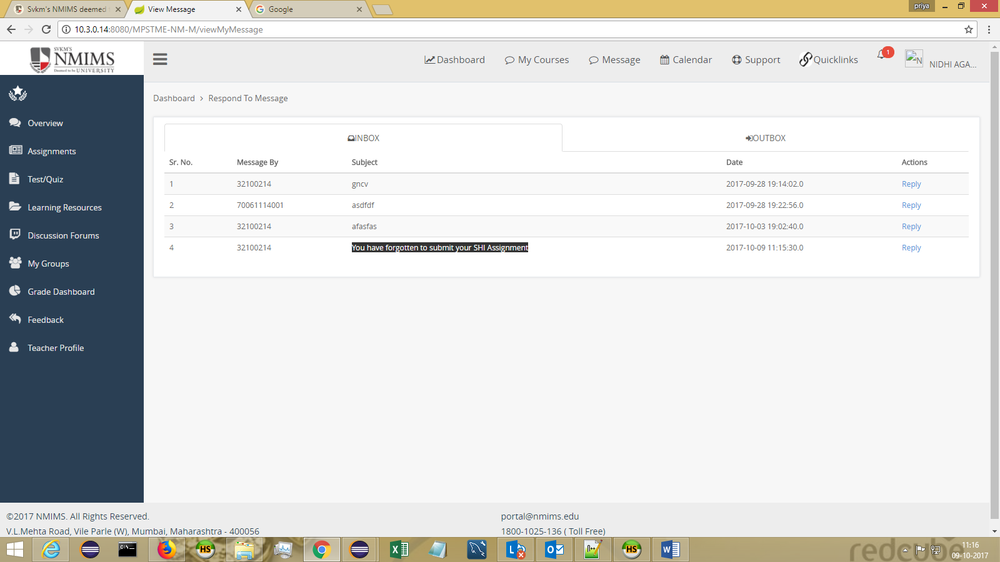 Svkm's NMIMS deemed
View Message
Google
priya
10.3.0.14:8080/MPSTME-NM-M/viewMyMessage
SVKM'S
NMIMS
Deemed to be UNIVERSITY
Dashboard
My Courses
Message
Calendar
Support
Quicklinks
1
N
NIDHI AGA...
Overview
Assignments
Test/Quiz
Learning Resources
Discussion Forums
My Groups
Grade Dashboard
Feedback
Teacher Profile
Dashboard > Respond To Message
INBOX OUTBOX
Sr. No. Message By Subject Date Actions
1 32100214 gncv 2017-09-28 19:14:02.0 Reply
2 70061114001 asdfdf 2017-09-28 19:22:56.0 Reply
3 32100214 afasfas 2017-10-03 19:02:40.0 Reply
4 32100214 You have forgotten to submit your SHI Assignment 2017-10-09 11:15:30.0 Reply
©2017 NMIMS. All Rights Reserved.
V.L.Mehta Road, Vile Parle (W), Mumbai, Maharashtra - 400056
portal@nmims.edu
1800-1025-136 ( Toll Free)
redcube
11:16
09-10-2017